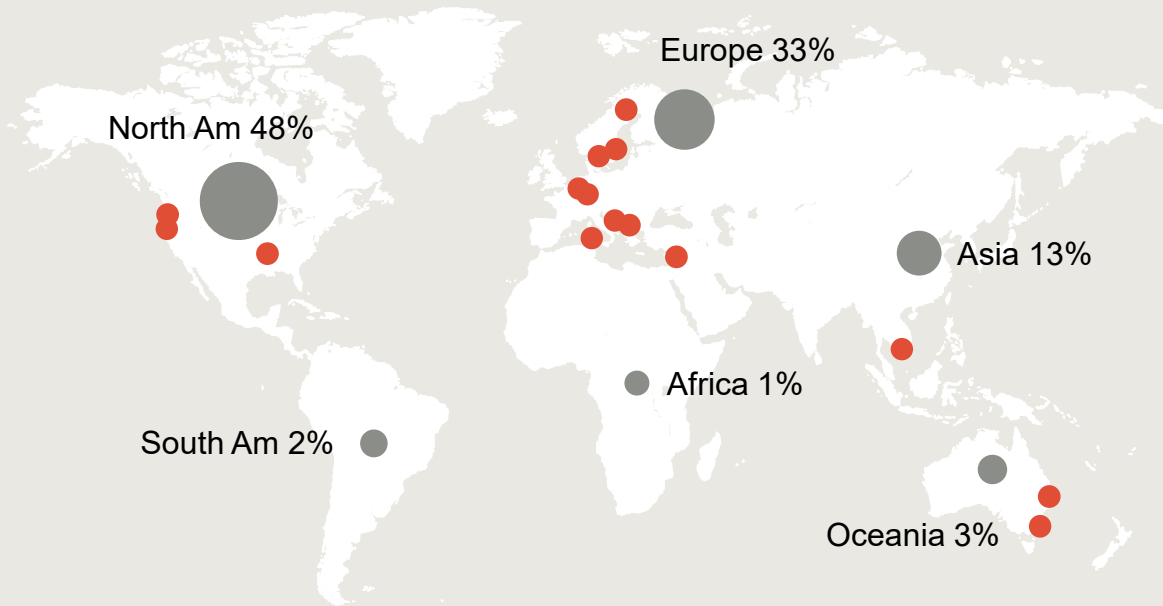 Europe 33%
North Am 48%
Asia 13%
Africa 1%
South Am 2%
Oceania 3%